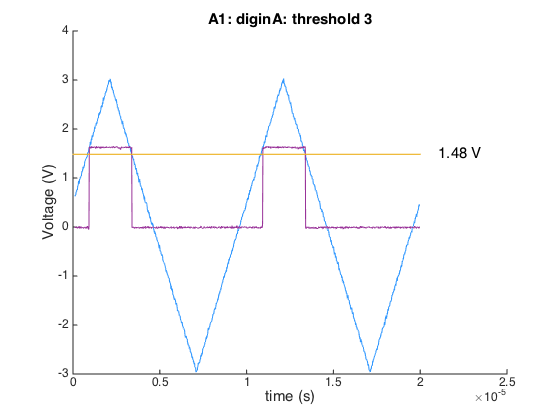 A1: diginA: threshold 3
4
3
2
1
0
-1
-2
-3
Voltage (V)
1.48 V
0 0.5 1 1.5 2 2.5
time (s)
×10⁻⁵